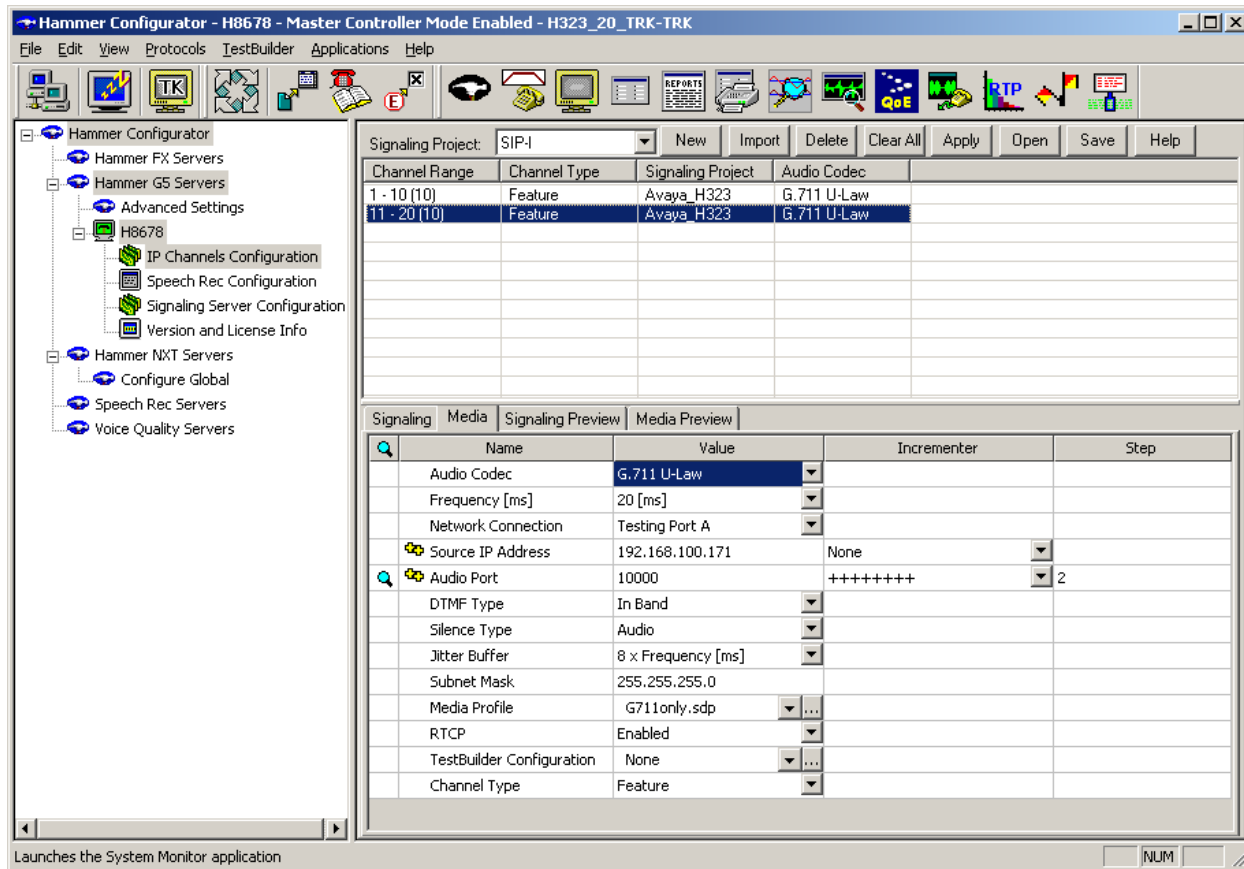 Hammer Configurator - H8678 - Master Controller Mode Enabled - H323_20_TRK-TRK
File Edit View Protocols TestBuilder Applications Help
TK E REPORTS QoE RTP
Hammer Configurator
Hammer FX Servers
Hammer G5 Servers
Advanced Settings
H8678
IP Channels Configuration
Speech Rec Configuration
Signaling Server Configuration
Version and License Info
Hammer NXT Servers
Configure Global
Speech Rec Servers
Voice Quality Servers
Signaling Project: SIP-I New Import Delete Clear All Apply Open Save Help
Channel Range Channel Type Signaling Project Audio Codec
1 - 10 (10) Feature Avaya_H323 G.711 U-Law
11 - 20 (10) Feature Avaya_H323 G.711 U-Law
Signaling Media Signaling Preview Media Preview
Name Value Incrementer Step
Audio Codec G.711 U-Law
Frequency [ms] 20 [ms]
Network Connection Testing Port A
Source IP Address 192.168.100.171 None
Audio Port 10000 ++++++++ 2
DTMF Type In Band
Silence Type Audio
Jitter Buffer 8 x Frequency [ms]
Subnet Mask 255.255.255.0
Media Profile G711only.sdp ...
RTCP Enabled
TestBuilder Configuration None ...
Channel Type Feature
Launches the System Monitor application NUM